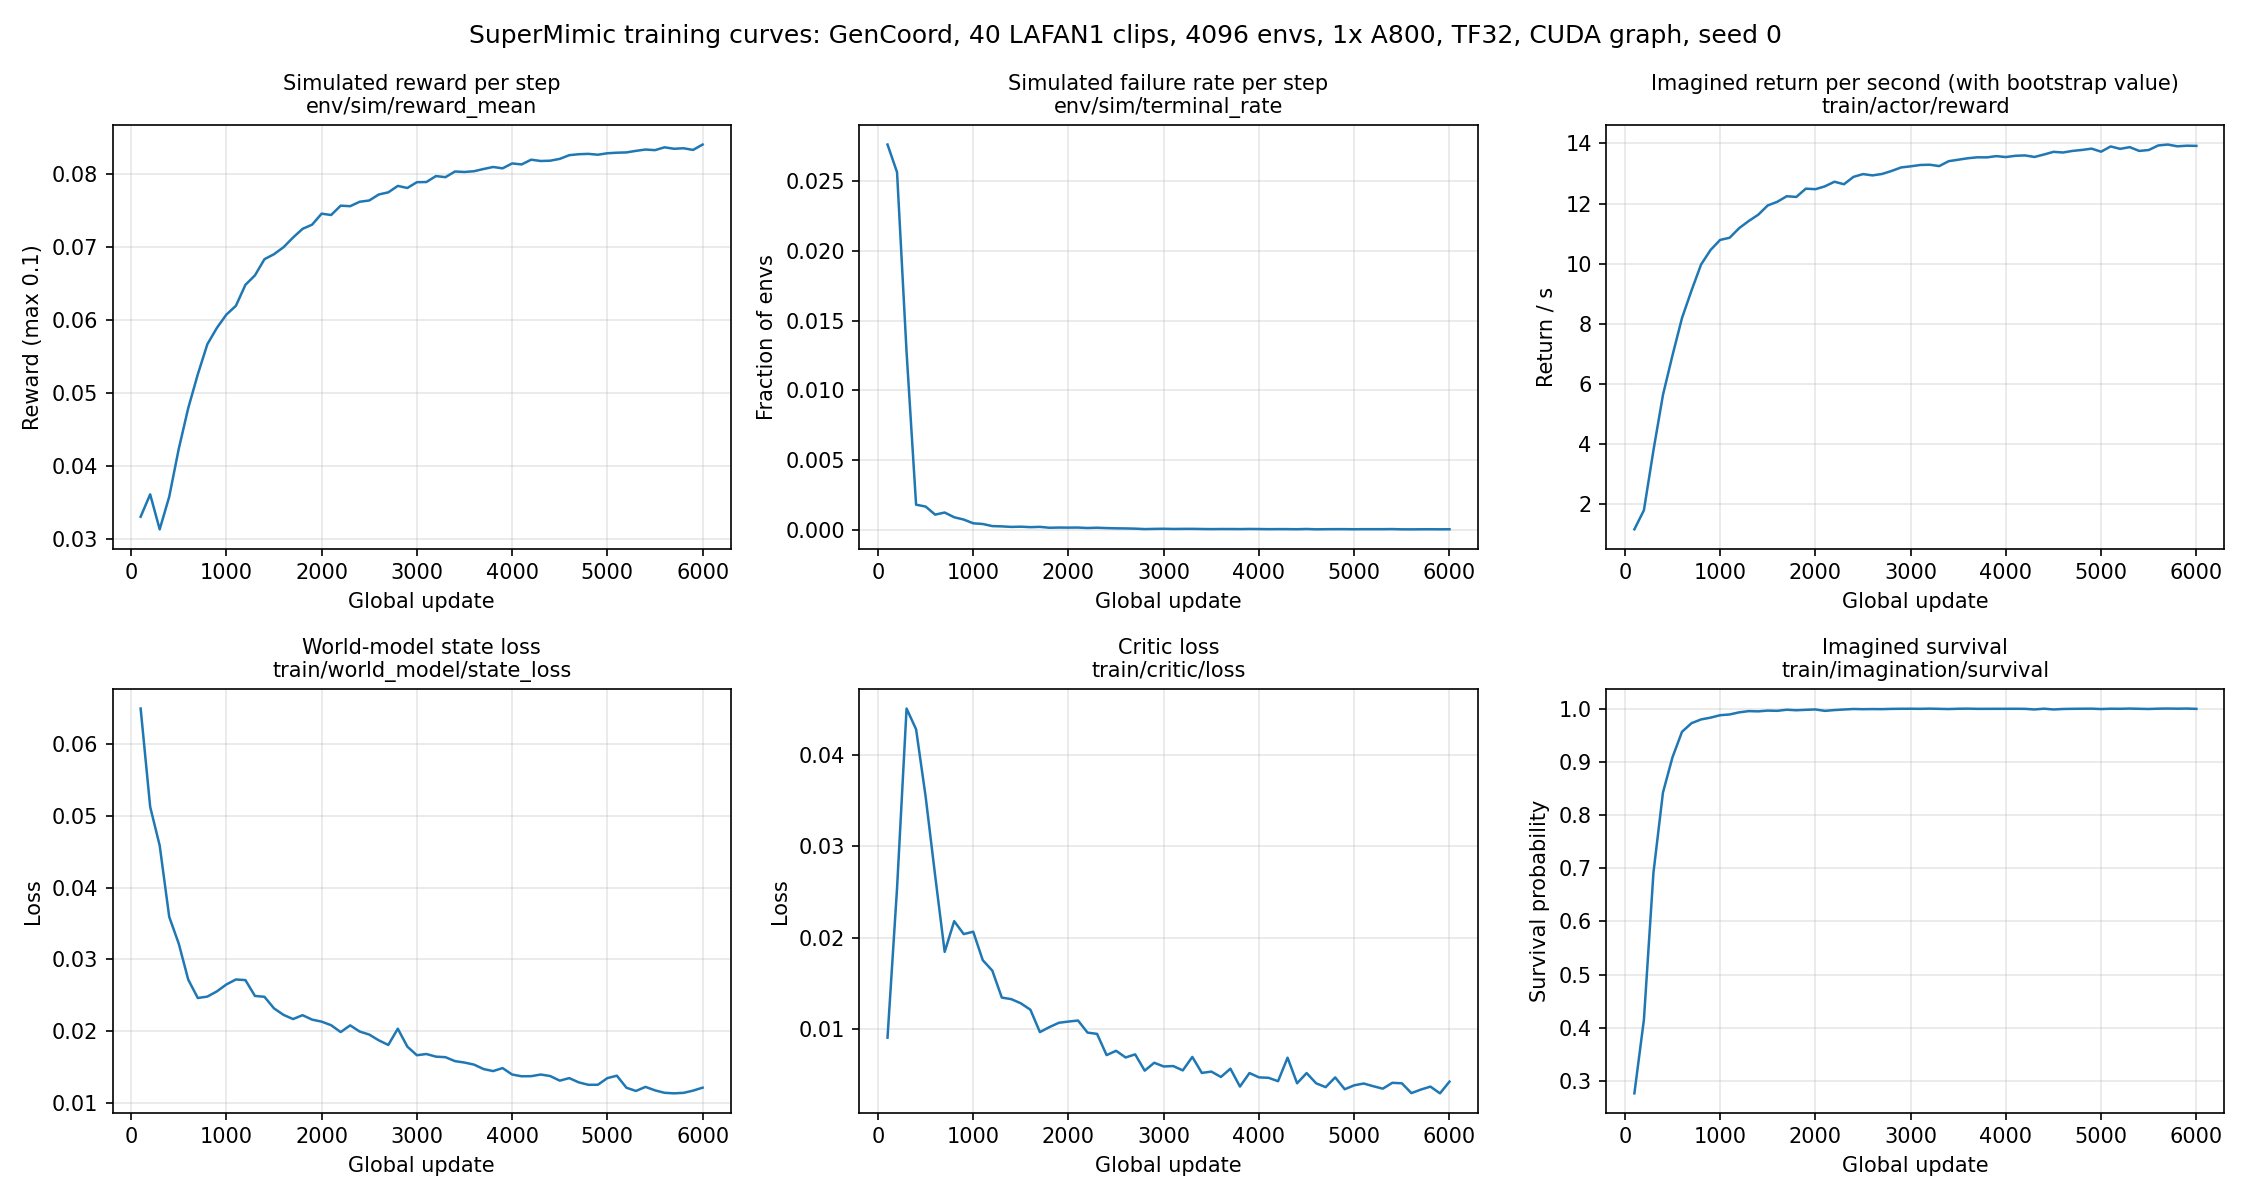 SuperMimic training curves: GenCoord, 40 LAFAN1 clips, 4096 envs, 1x A800, TF32, CUDA graph, seed 0
Simulated reward per step
env/sim/reward_mean
Reward (max 0.1)
0.08
0.07
0.06
0.05
0.04
0.03
0 1000 2000 3000 4000 5000 6000
Global update
Simulated failure rate per step
env/sim/terminal_rate
Fraction of envs
0.025
0.020
0.015
0.010
0.005
0.000
0 1000 2000 3000 4000 5000 6000
Global update
Imagined return per second (with bootstrap value)
train/actor/reward
Return / s
14
12
10
8
6
4
2
0 1000 2000 3000 4000 5000 6000
Global update
World-model state loss
train/world_model/state_loss
Loss
0.06
0.05
0.04
0.03
0.02
0.01
0 1000 2000 3000 4000 5000 6000
Global update
Critic loss
train/critic/loss
Loss
0.04
0.03
0.02
0.01
0 1000 2000 3000 4000 5000 6000
Global update
Imagined survival
train/imagination/survival
Survival probability
1.0
0.9
0.8
0.7
0.6
0.5
0.4
0.3
0 1000 2000 3000 4000 5000 6000
Global update